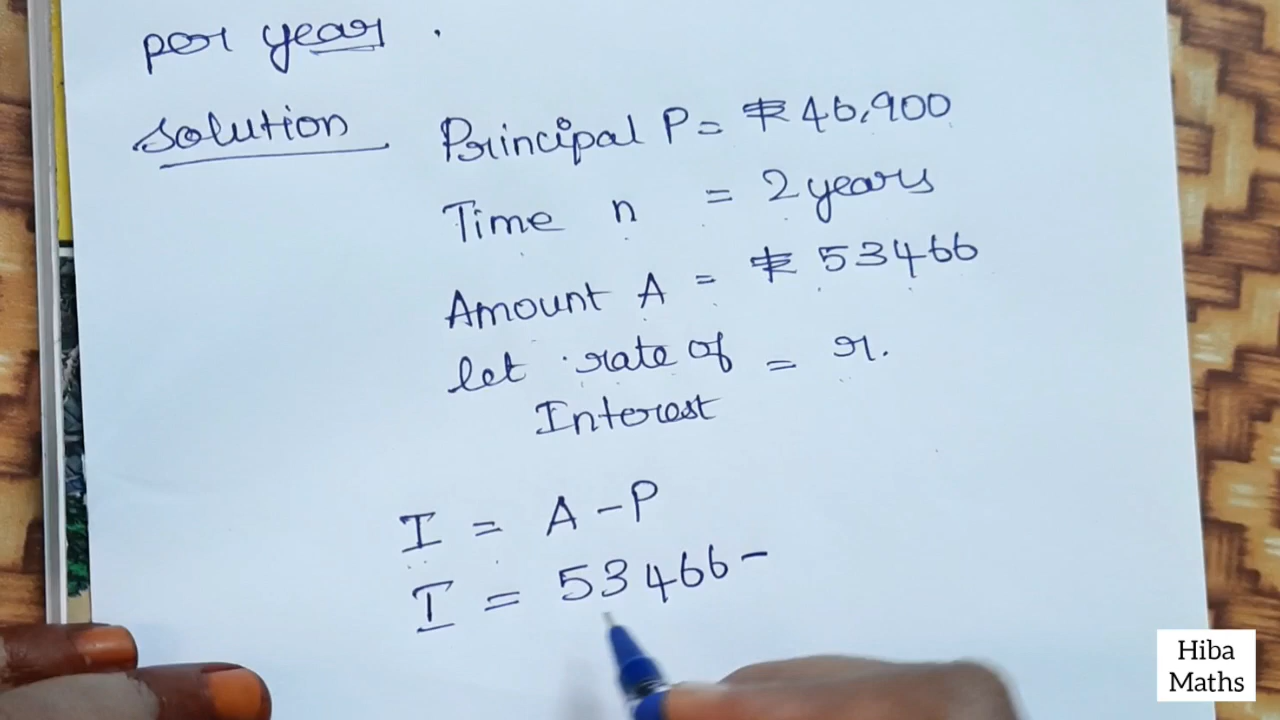 per year .
Solution Principal P = ₹ 46,900
Time n = 2 years
Amount A = ₹ 53466
let rate of = r.
Interest
I = A - P
I = 53466 -
Hiba
Maths